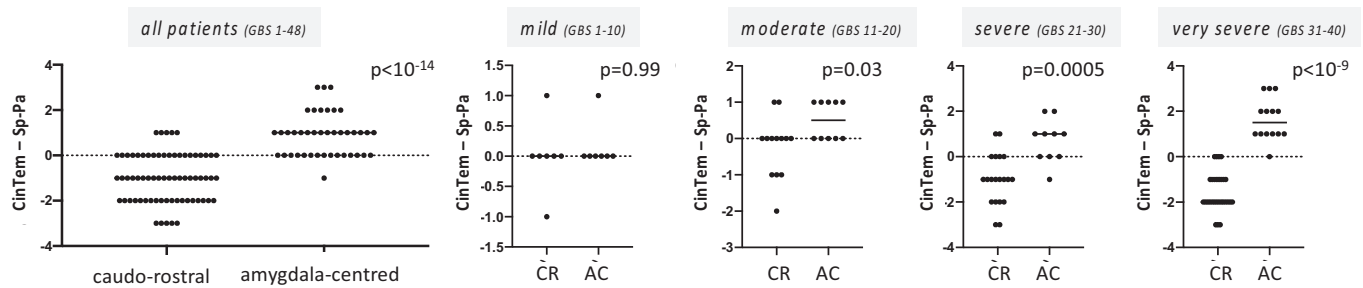 all patients (GBS 1-48)
mild (GBS 1-10)
moderate (GBS 11-20)
severe (GBS 21-30)
very severe (GBS 31-40)
CinTem – Sp-Pa
4
2
0
-2
-4
p<10-14
caudo-rostral
amygdala-centred
CinTem – Sp-Pa
1.5
1.0
0.5
0.0
-0.5
-1.0
-1.5
p=0.99
CR
AC
CinTem – Sp-Pa
2
1
0
-1
-2
-3
p=0.03
CR
AC
CinTem – Sp-Pa
4
2
0
-2
-4
p=0.0005
CR
AC
CinTem – Sp-Pa
4
2
0
-2
-4
p<10-9
CR
AC